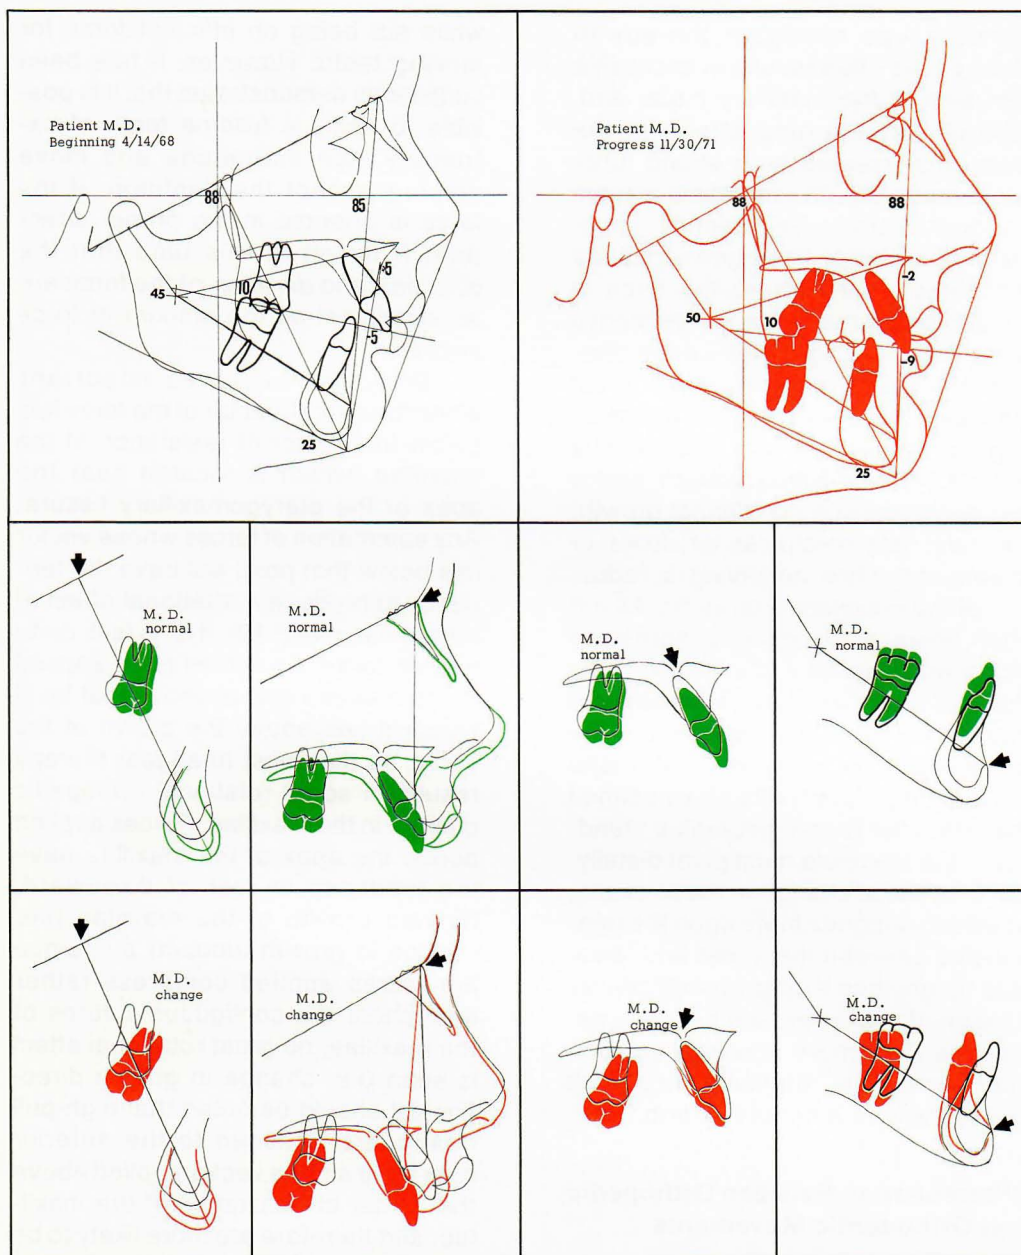 Patient M.D.
Beginning 4/14/68
88
85
45
10
+5
-5
25
Patient M.D.
Progress 11/30/71
88
88
50
10
-2
-9
25
M.D.
normal
M.D.
normal
M.D.
normal
M.D.
normal
M.D.
change
M.D.
change
M.D.
change
M.D.
change